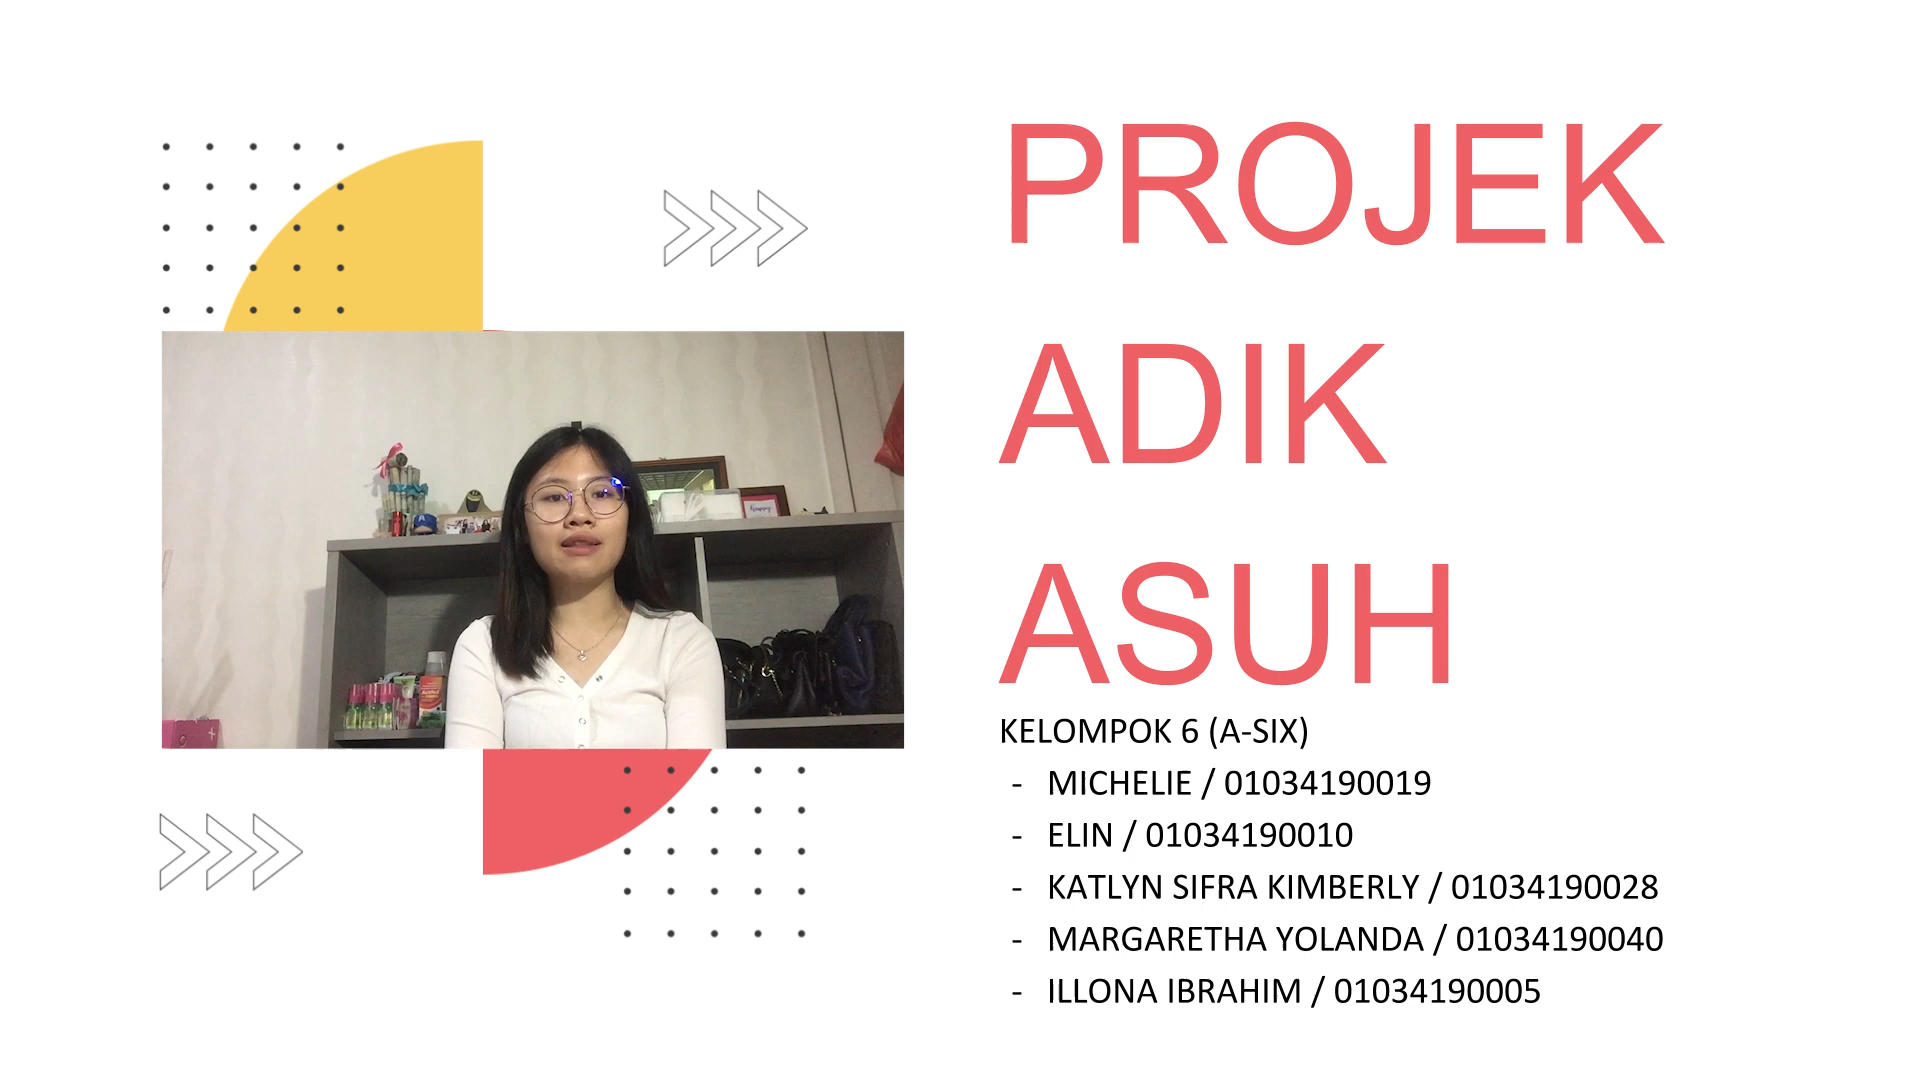 PROJEK
ADIK
ASUH
KELOMPOK 6 (A-SIX)
- MICHELIE / 01034190019
- ELIN / 01034190010
- KATLYN SIFRA KIMBERLY / 01034190028
- MARGARETHA YOLANDA / 01034190040
- ILLONA IBRAHIM / 01034190005